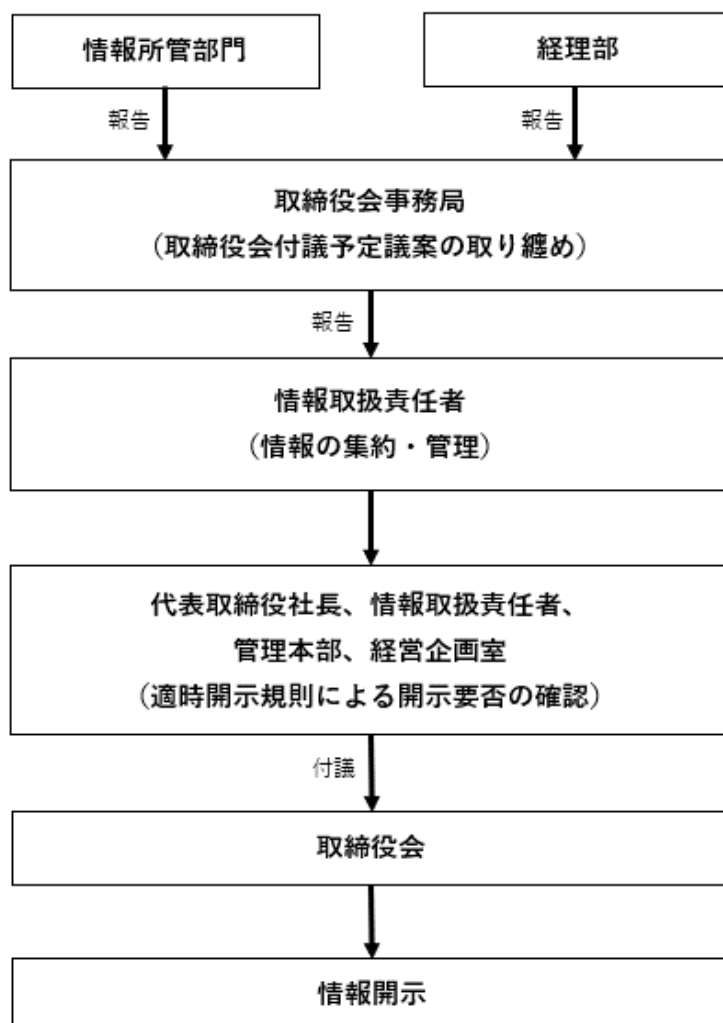 情報所管部門
経理部
報告
報告
取締役会事務局
（取締役会付議予定議案の取り纏め）
報告
情報取扱責任者
（情報の集約・管理）
代表取締役社長、情報取扱責任者、
管理本部、経営企画室
（適時開示規則による開示要否の確認）
付議
取締役会
情報開示